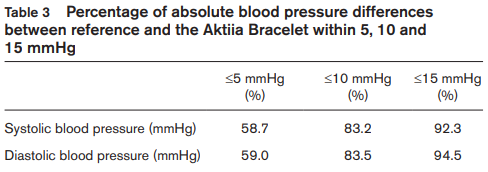 Table 3 Percentage of absolute blood pressure differences
between reference and the Aktiia Bracelet within 5, 10 and
15 mmHg
≤5 mmHg ≤10 mmHg ≤15 mmHg
(%) (%) (%)
Systolic blood pressure (mmHg) 58.7 83.2 92.3
Diastolic blood pressure (mmHg) 59.0 83.5 94.5